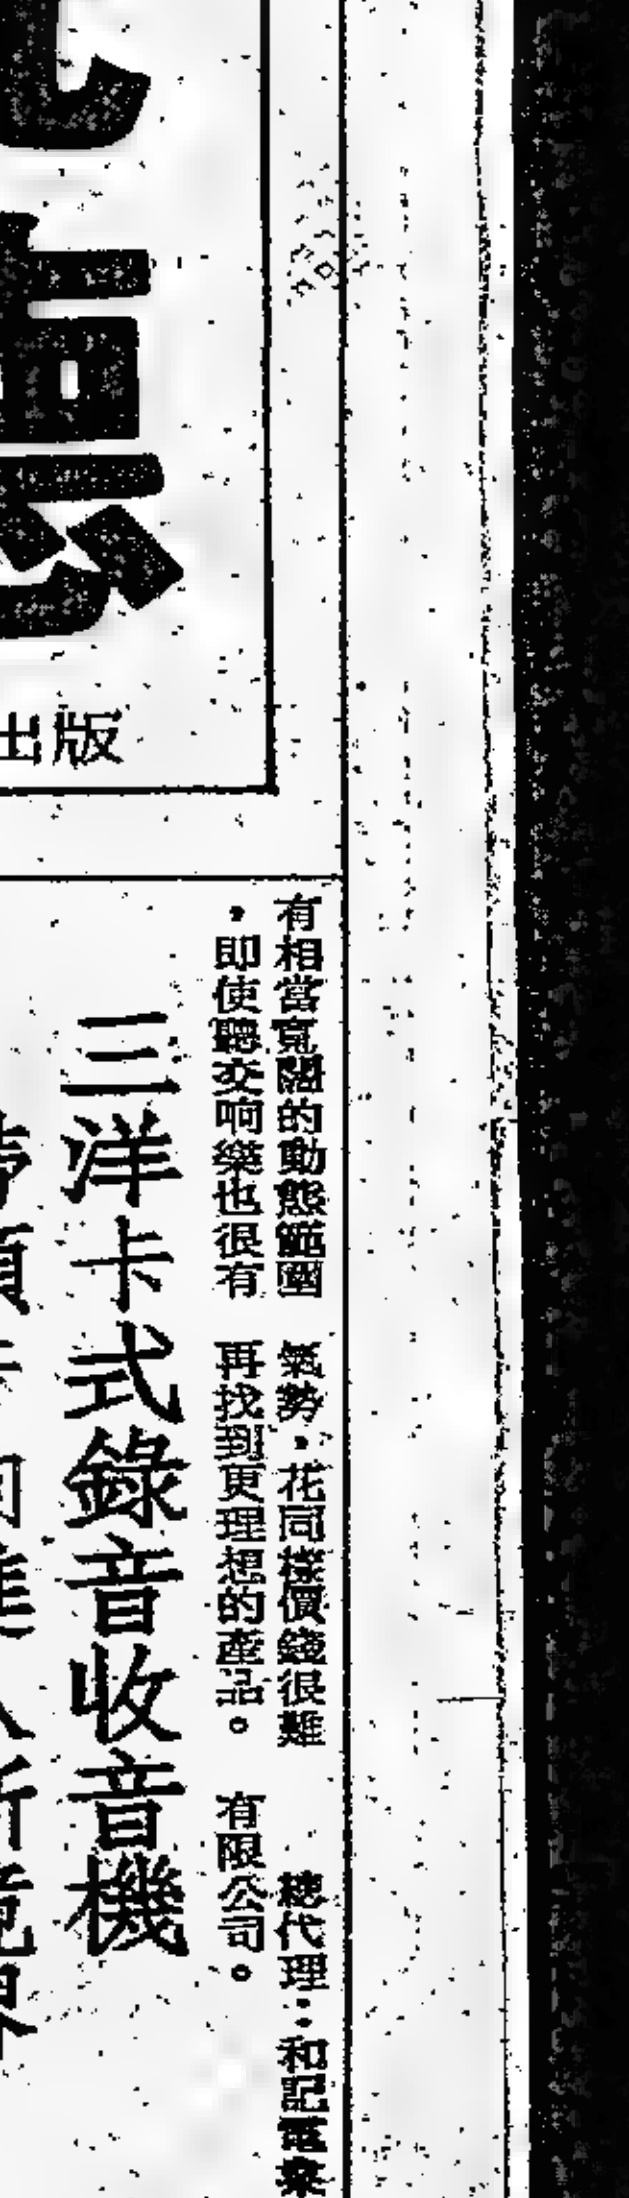 出版
有相當寬闊的動態範圍
，即使聽交响樂也很有
氣勢，花同樣價錢很難
再找到更理想的產品。
總代理：和記電業
有限公司。
三洋卡式錄音收音機